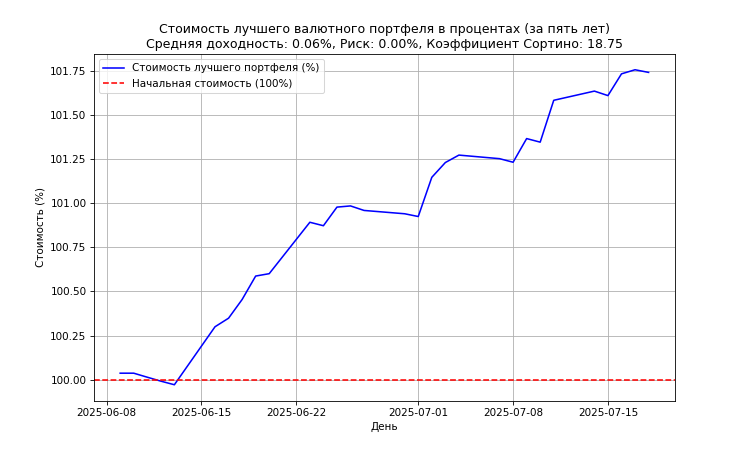 Стоимость лучшего валютного портфеля в процентах (за пять лет)
Средняя доходность: 0.06%, Риск: 0.00%, Коэффициент Сортино: 18.75
Стоимость лучшего портфеля (%)
Начальная стоимость (100%)
Стоимость (%)
101.75
101.50
101.25
101.00
100.75
100.50
100.25
100.00
2025-06-08 2025-06-15 2025-06-22 2025-07-01 2025-07-08 2025-07-15
День